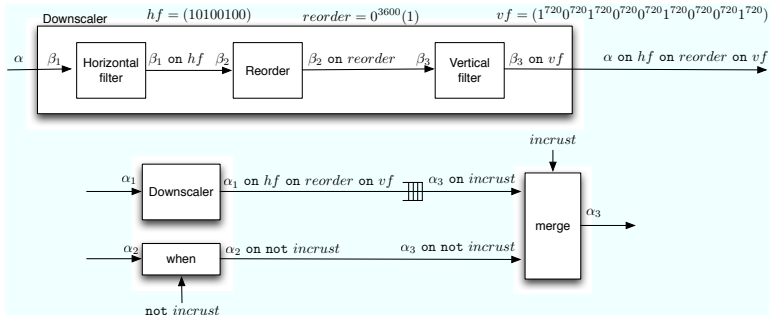 Downscaler hf = (10100100) reorder = 0^3600(1) vf = (1^720 0^720 1^720 0^720 0^720 1^720 0^720 0^720 1^720)
α β₁ Horizontal filter β₁ on hf β₂ Reorder β₂ on reorder β₃ Vertical filter β₃ on vf α on hf on reorder on vf
incrust
α₁ Downscaler α₁ on hf on reorder on vf α₃ on incrust
merge α₃
α₂ when α₂ on not incrust α₃ on not incrust
not incrust